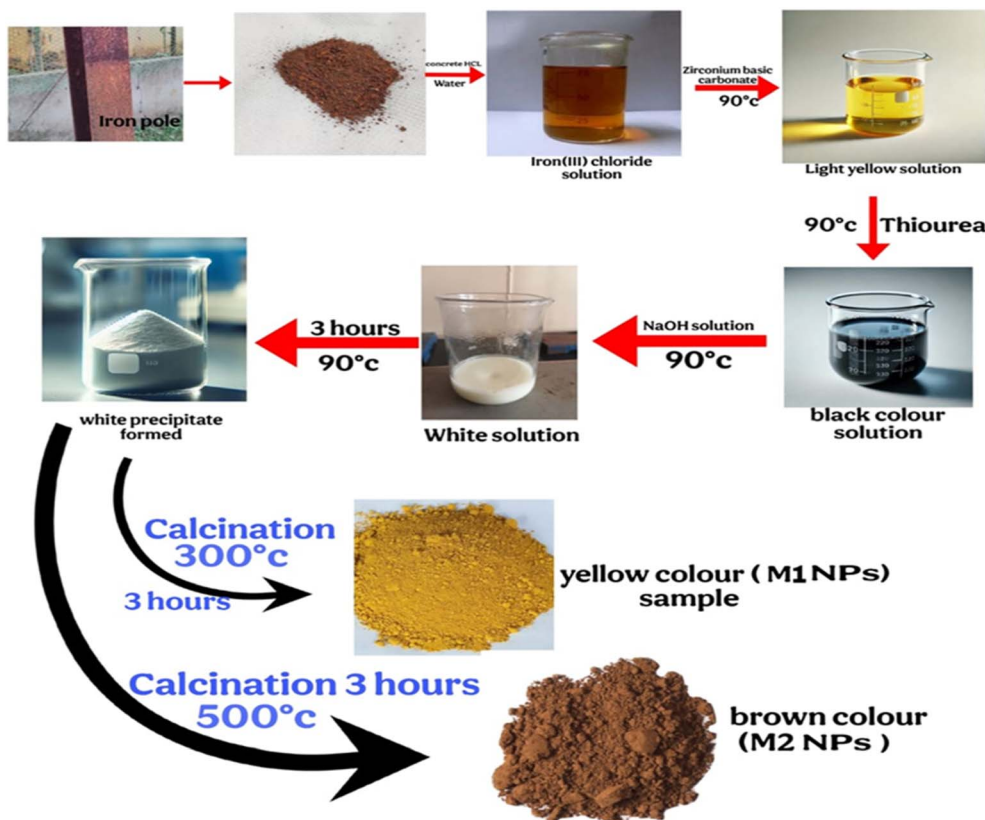 Iron pole
concrete HCL
Water
Iron(III) chloride
solution
Zirconium basic
carbonate
90°c
Light yellow solution
90°c Thiourea
black colour
solution
NaOH solution
90°c
White solution
3 hours
90°c
white precipitate
formed
Calcination
300°c
3 hours
yellow colour ( M1 NPs)
sample
Calcination 3 hours
500°c
brown colour
(M2 NPs )